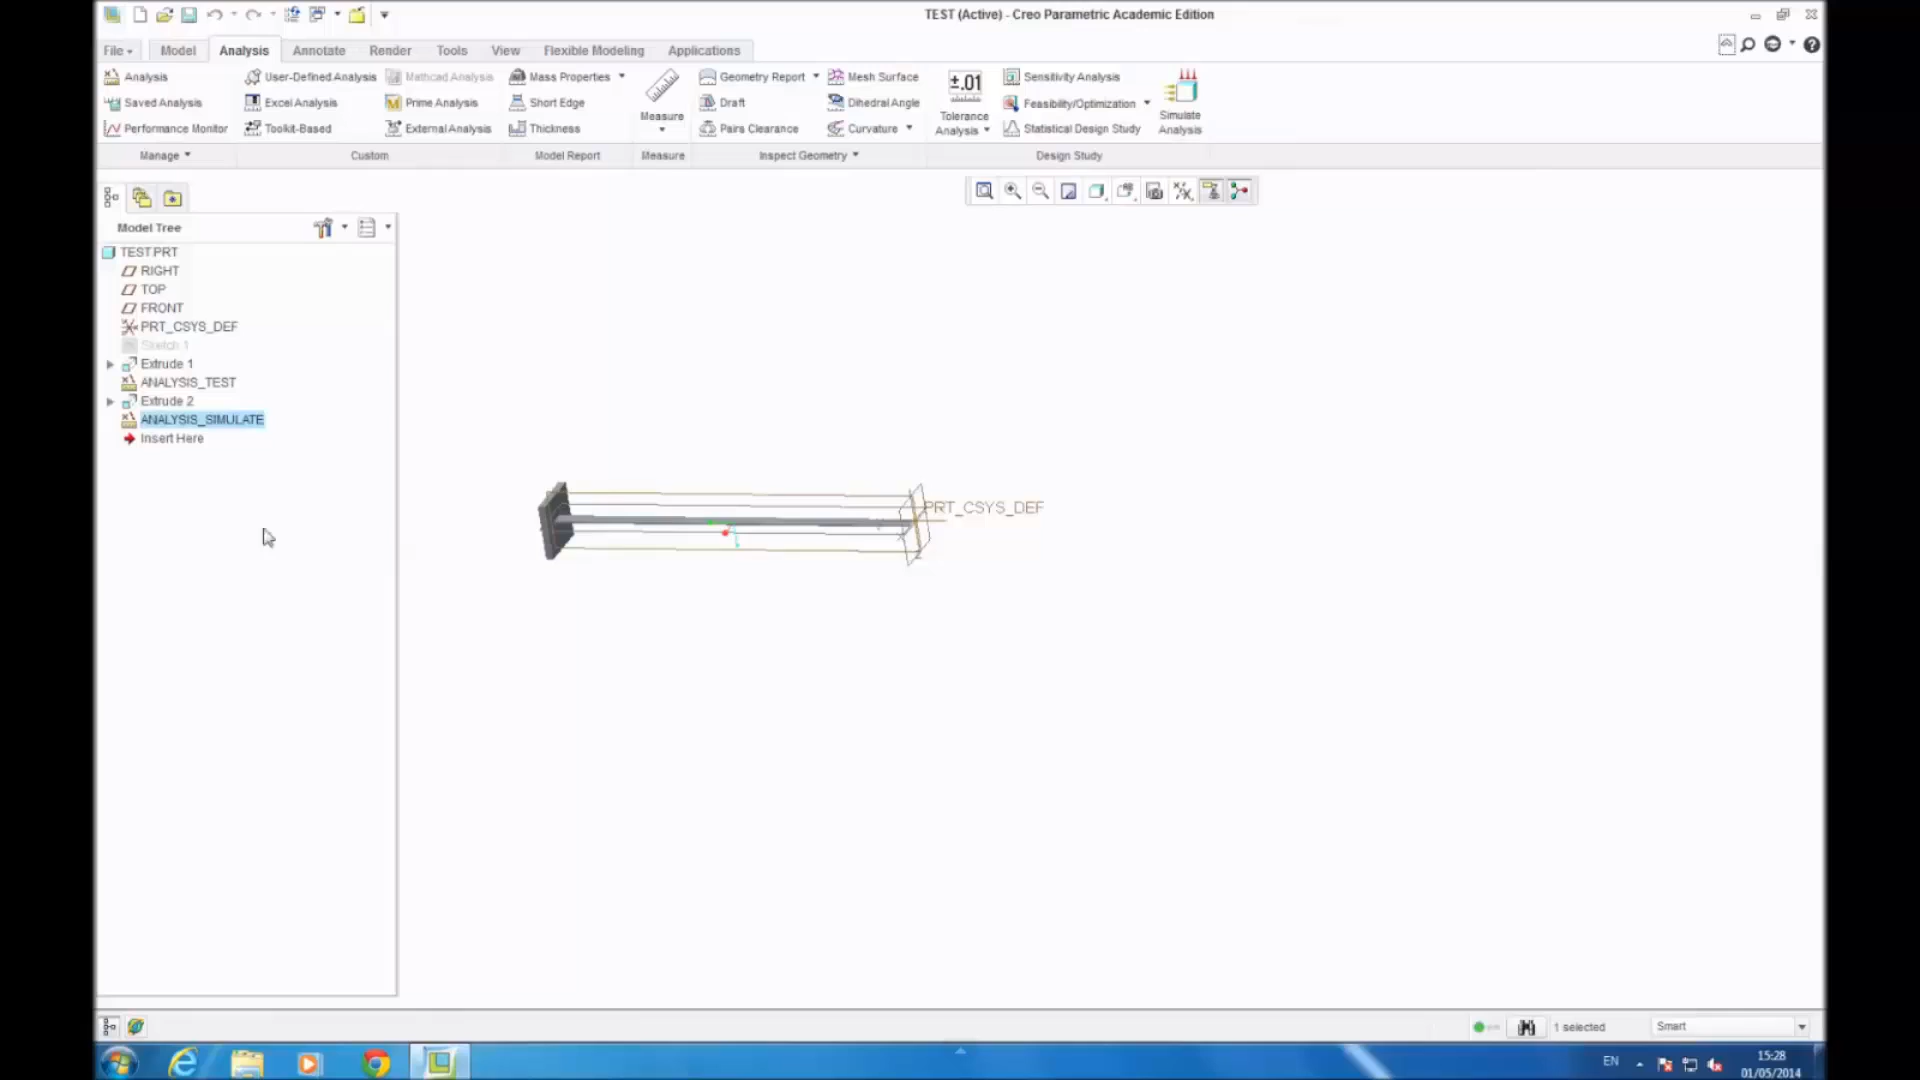 TEST (Active) - Creo Parametric Academic Edition
File Model Analysis Annotate Render Tools View Flexible Modeling Applications
Analysis User-Defined Analysis Mathcad Analysis Mass Properties Geometry Report Mesh Surface ±.01 Sensitivity Analysis
Saved Analysis Excel Analysis Prime Analysis Short Edge Measure Draft Dihedral Angle Tolerance Analysis Feasibility/Optimization Simulate Analysis
Performance Monitor Toolkit-Based External Analysis Thickness Pairs Clearance Curvature Statistical Design Study
Manage Custom Model Report Measure Inspect Geometry Design Study
Model Tree
TEST.PRT
RIGHT
TOP
FRONT
PRT_CSYS_DEF
Sketch 1
Extrude 1
ANALYSIS_TEST
Extrude 2
ANALYSIS_SIMULATE
Insert Here
PRT_CSYS_DEF
1 selected Smart
EN 15:28
01/05/2014